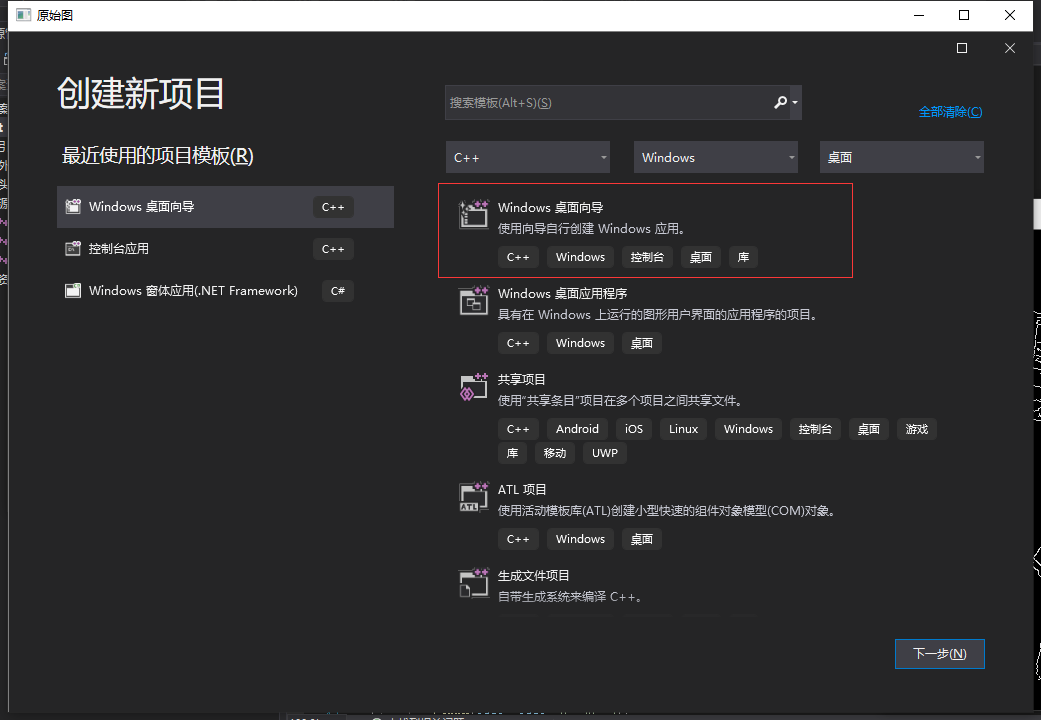 原始图
创建新项目
搜索模板(Alt+S)(S)
全部清除(C)
最近使用的项目模板(R)
C++
Windows
桌面
Windows 桌面向导
C++
控制台应用
C++
Windows 窗体应用(.NET Framework)
C#
Windows 桌面向导
使用向导自行创建 Windows 应用。
C++ Windows 控制台 桌面 库
Windows 桌面应用程序
具有在 Windows 上运行的图形用户界面的应用程序的项目。
C++ Windows 桌面
共享项目
使用“共享条目”项目在多个项目之间共享文件。
C++ Android iOS Linux Windows 控制台 桌面 游戏
库 移动 UWP
ATL 项目
使用活动模板库(ATL)创建小型快速的组件对象模型(COM)对象。
C++ Windows 桌面
生成文件项目
自带生成系统来编译 C++。
下一步(N)